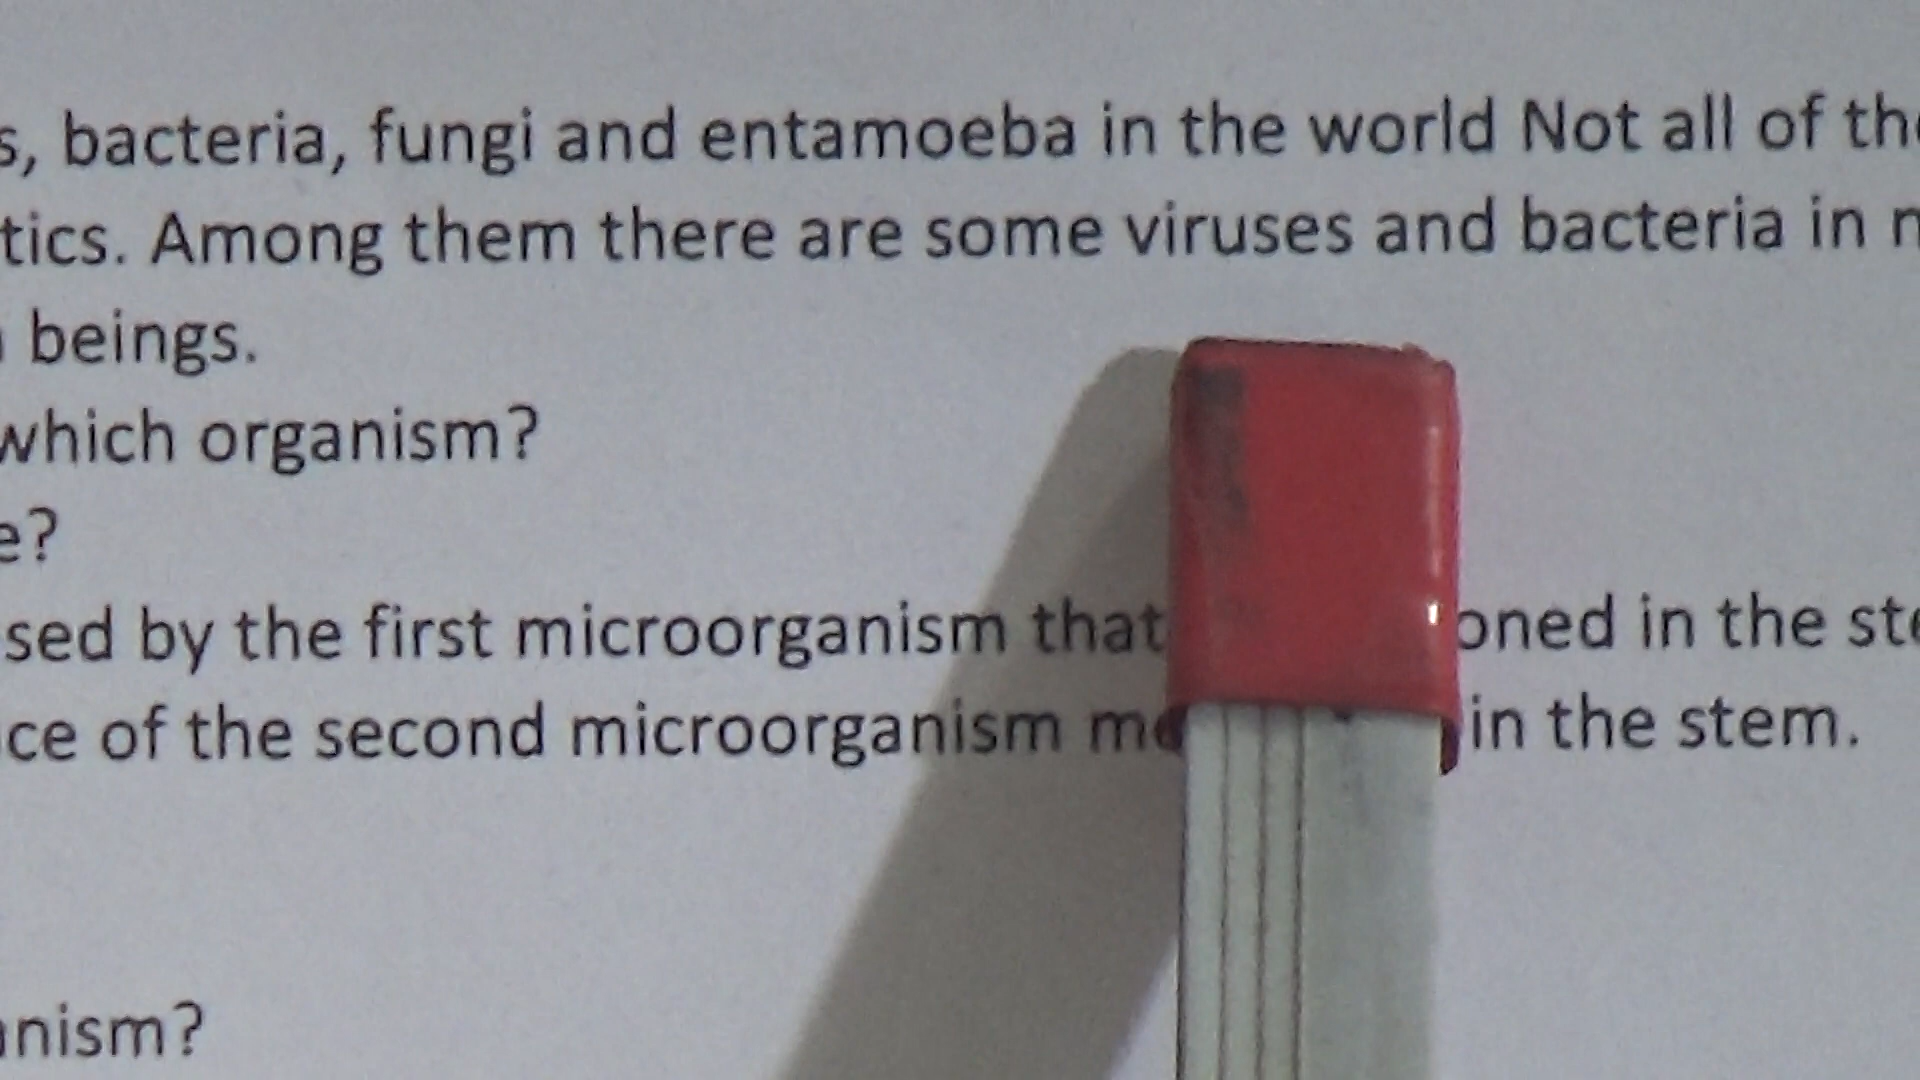 s, bacteria, fungi and entamoeba in the world Not all of
tics. Among them there are some viruses and bacteria in
beings.
which organism?
e?
sed by the first microorganism that oned in the
ce of the second microorganism in the stem.
nism?